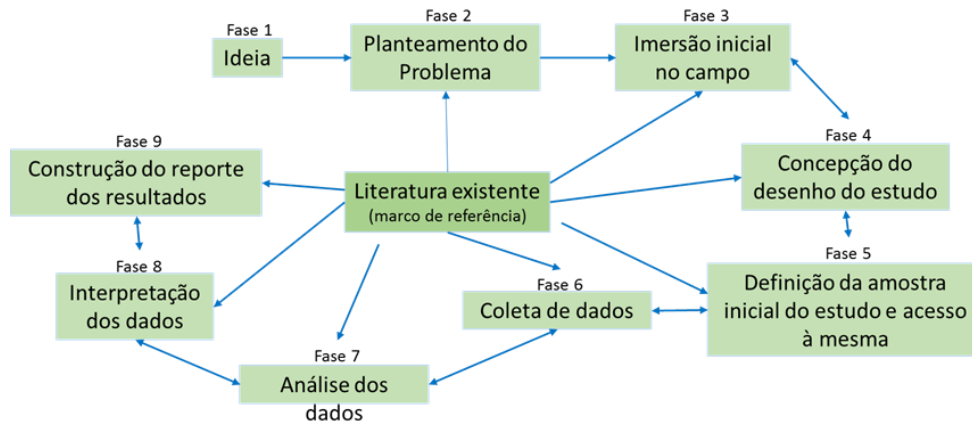 Fase 1
Ideia
Fase 2
Planteamento do
Problema
Fase 3
Imersão inicial
no campo
Fase 4
Concepção do
desenho do estudo
Fase 9
Construção do reporte
dos resultados
Literatura existente
(marco de referência)
Fase 5
Definição da amostra
inicial do estudo e acesso
à mesma
Fase 8
Interpretação
dos dados
Fase 6
Coleta de dados
Fase 7
Análise dos
dados